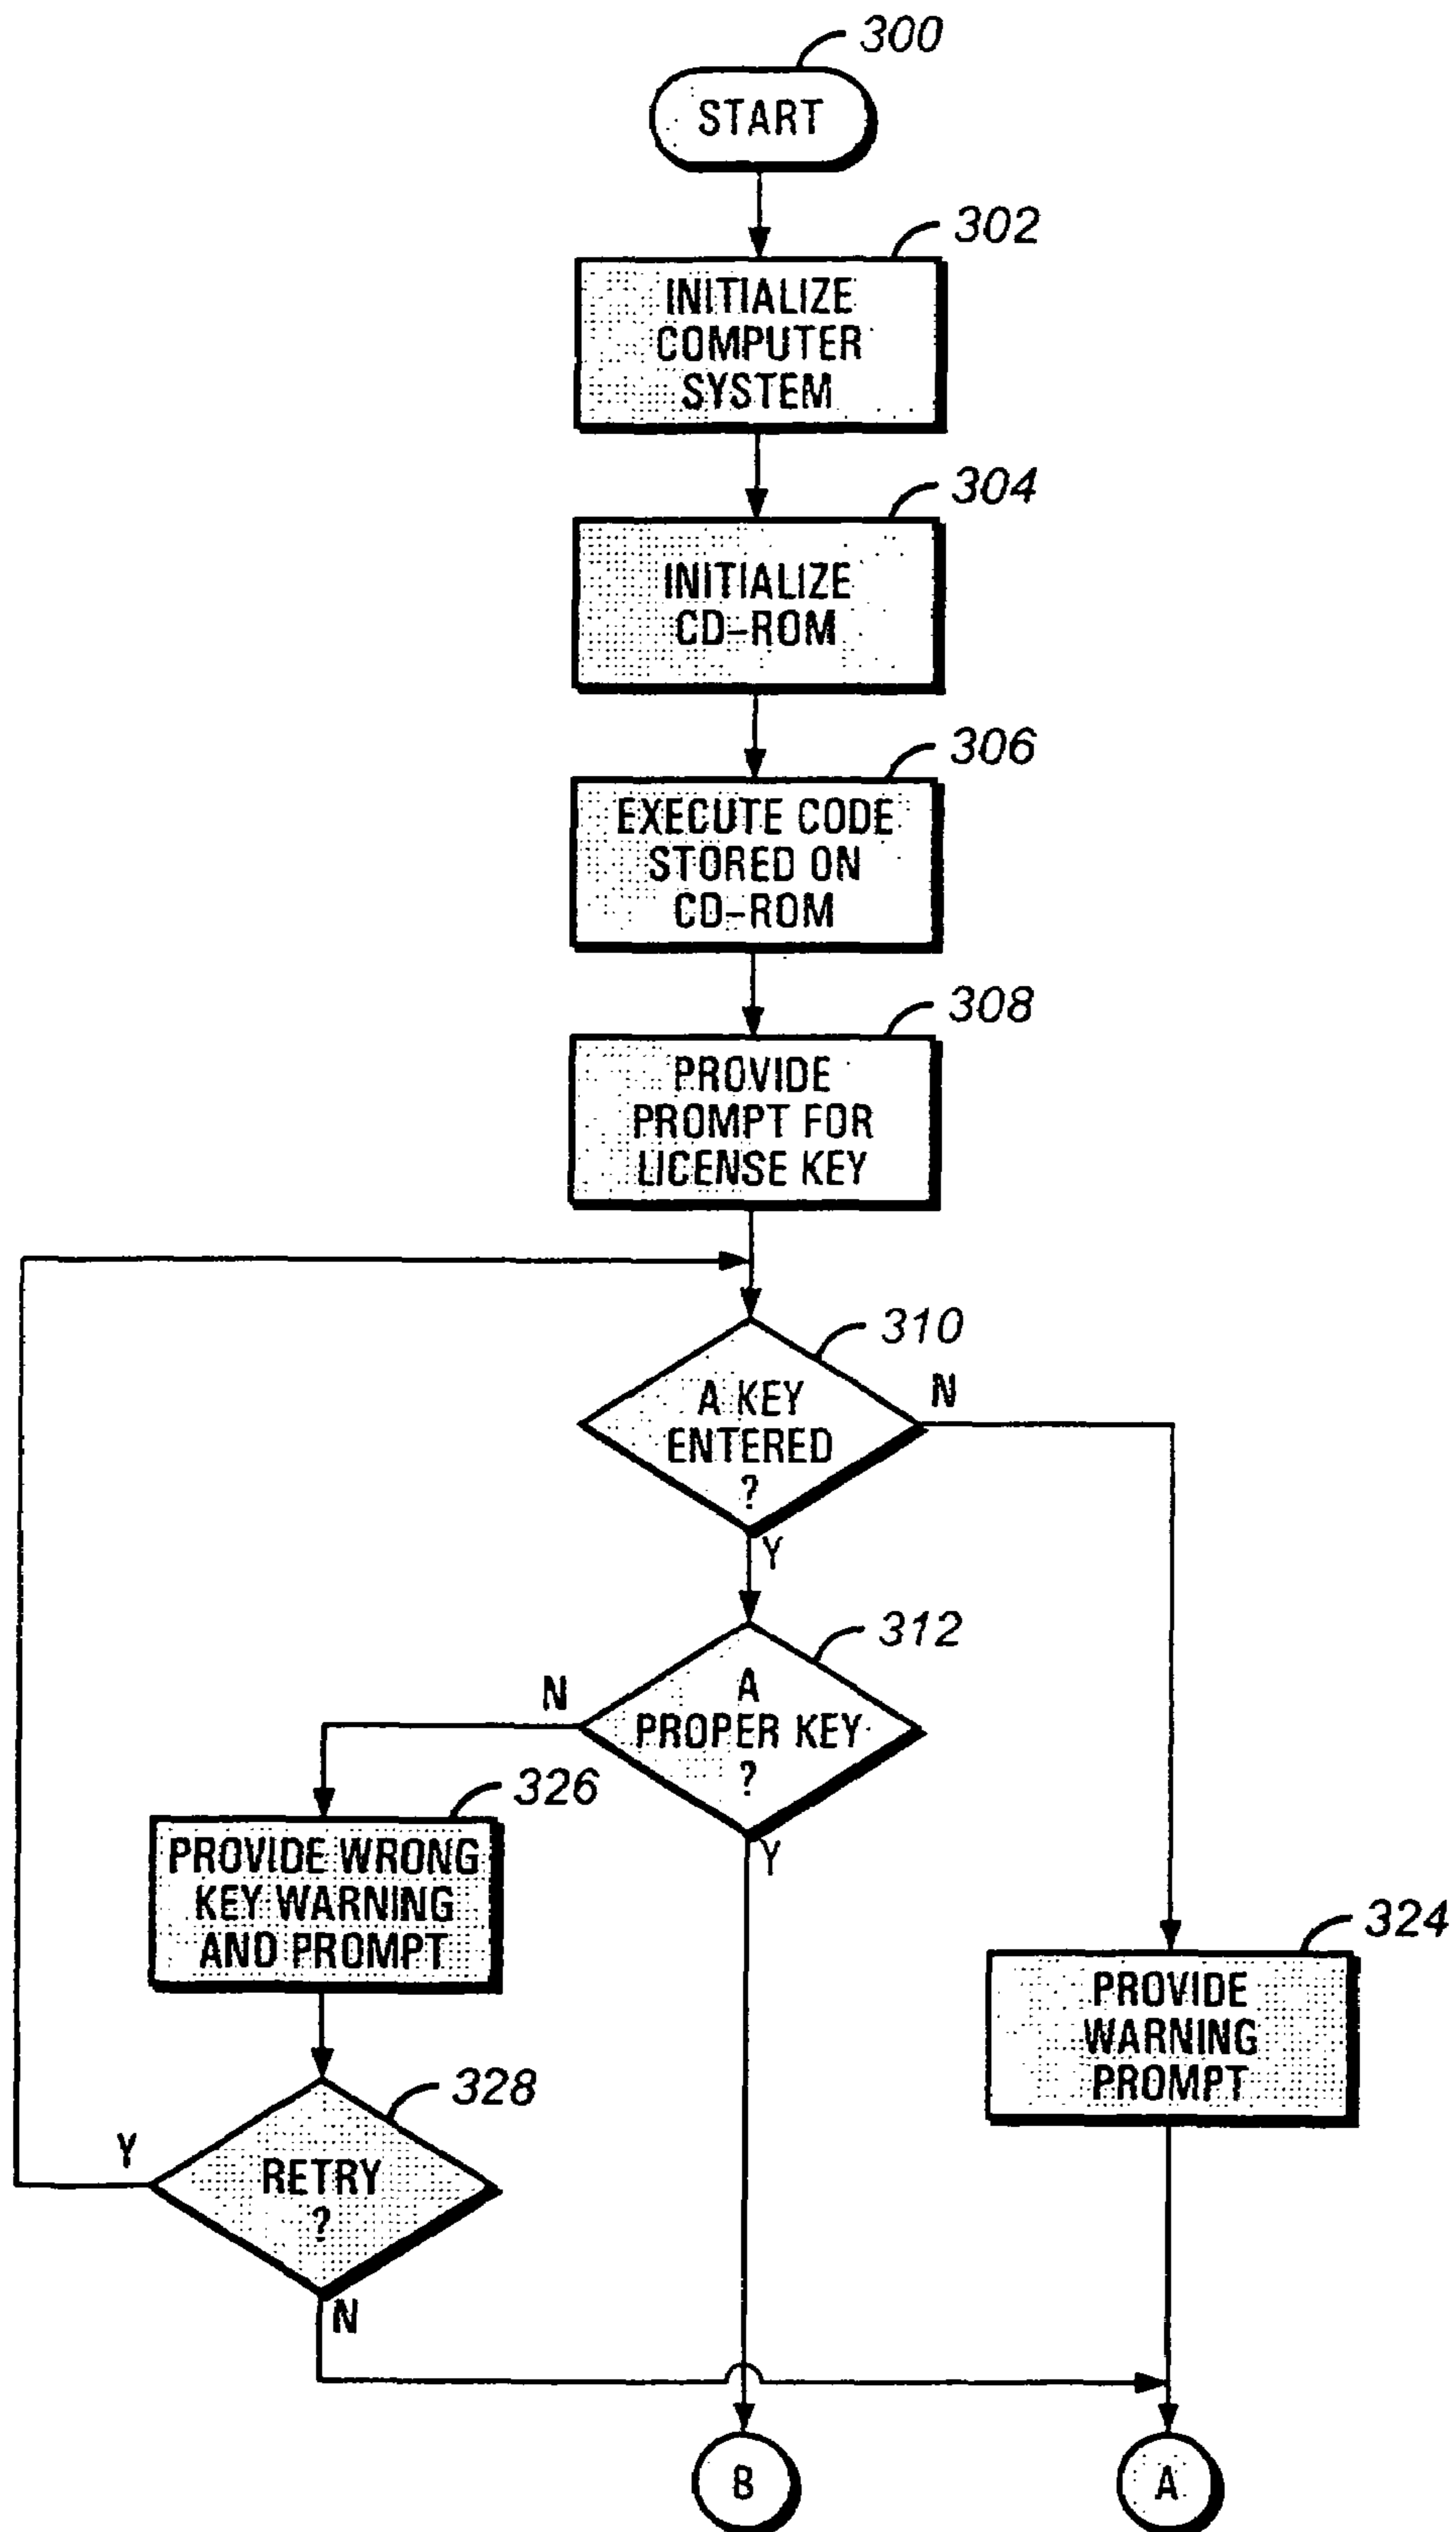 300
START
302
INITIALIZE
COMPUTER
SYSTEM
304
INITIALIZE
CD-ROM
306
EXECUTE CODE
STORED ON
CD-ROM
308
PROVIDE
PROMPT FOR
LICENSE KEY
310
A KEY
ENTERED
?
N
Y
312
A
PROPER KEY
?
N
Y
326
PROVIDE WRONG
KEY WARNING
AND PROMPT
324
PROVIDE
WARNING
PROMPT
328
RETRY
?
Y
N
B
A